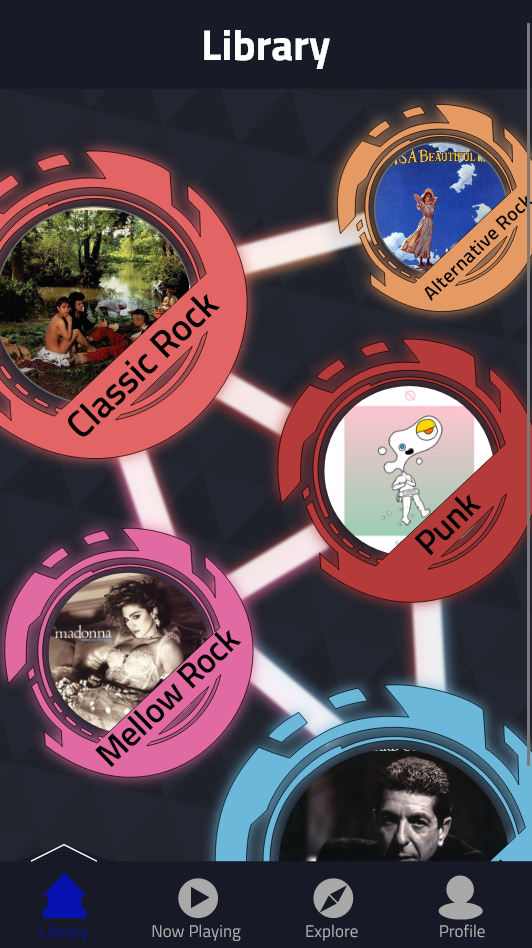 Library
Alternative Rock
Classic Rock
Punk
madonna
Mellow Rock
Library
Now Playing
Explore
Profile